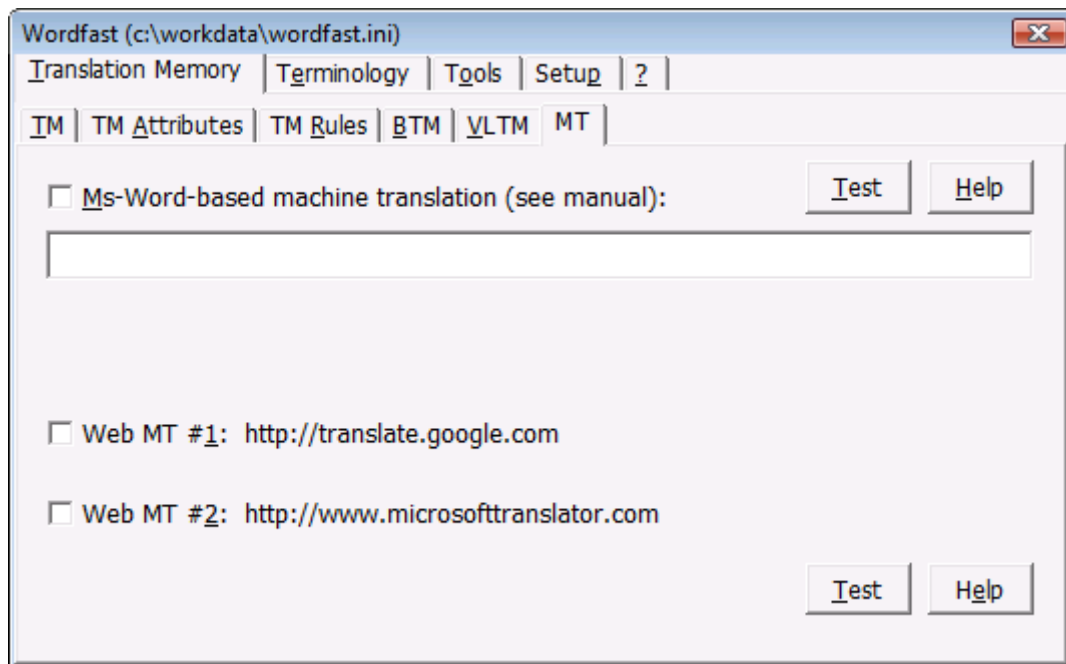 Wordfast (c:\workdata\wordfast.ini)
Translation Memory Terminology Tools Setup ?
TM TM Attributes TM Rules BTM VLTM MT
Ms-Word-based machine translation (see manual): Test Help
Web MT #1: http://translate.google.com
Web MT #2: http://www.microsofttranslator.com
Test Help